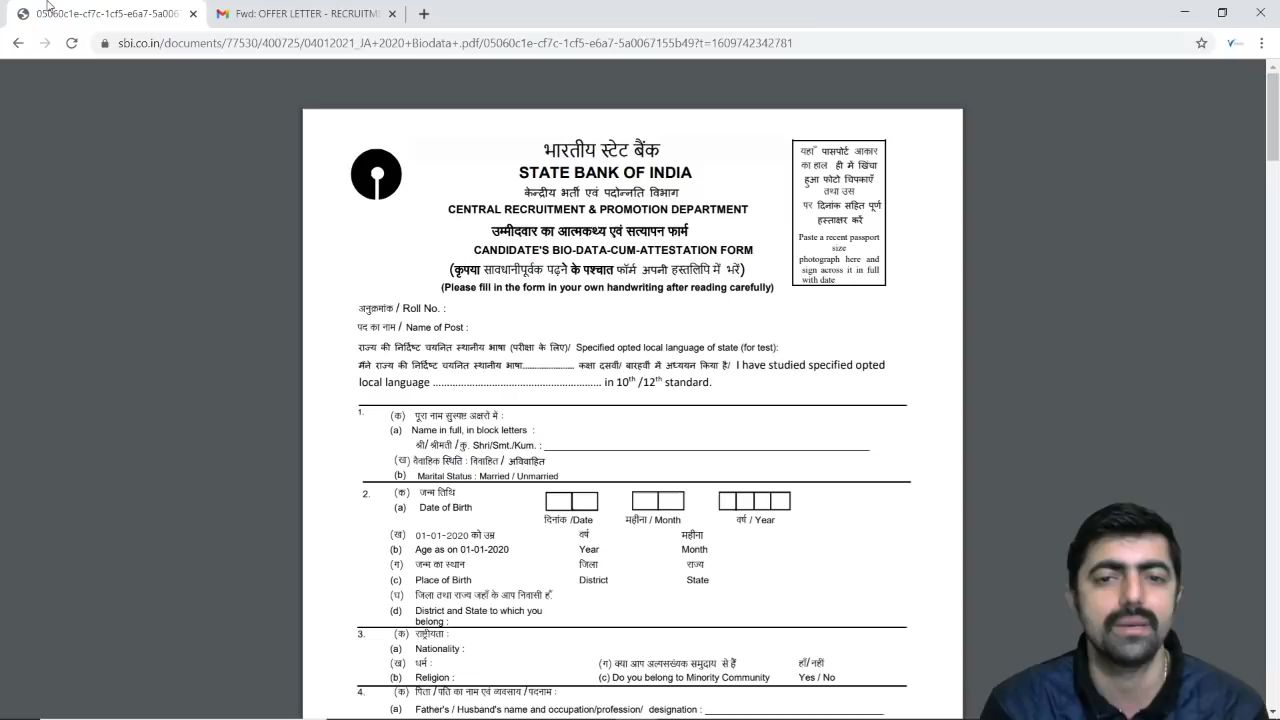 05060c1e-cf7c-1cf5-e6a7-5a006
Fwd: OFFER LETTER - RECRUITM
sbi.co.in/documents/77530/400725/04012021_JA+2020+Biodata+.pdf/05060c1e-cf7c-1cf5-e6a7-5a0067155b49?t=1609742342781
भारतीय स्टेट बैंक
STATE BANK OF INDIA
केन्द्रीय भर्ती एवं पदोन्नति विभाग
CENTRAL RECRUITMENT & PROMOTION DEPARTMENT
उम्मीदवार का आत्मकथ्य एवं सत्यापन फार्म
CANDIDATE'S BIO-DATA-CUM-ATTESTATION FORM
(कृपया सावधानीपूर्वक पढ़ने के पश्चात फॉर्म अपनी हस्तलिपि में भरें)
(Please fill in the form in your own handwriting after reading carefully)
यहाँ पासपोर्ट आकार
का हाल ही में खिंचा
हुआ फोटो चिपकाएँ
तथा उस
पर दिनांक सहित पूर्ण
हस्ताक्षर करें
Paste a recent passport
size
photograph here and
sign across it in full
with date
अनुक्रमांक / Roll No. :
पद का नाम / Name of Post :
राज्य की निर्दिष्ट चयनित स्थानीय भाषा (परीक्षा के लिए)/ Specified opted local language of state (for test):
मैंने राज्य की निर्दिष्ट चयनित स्थानीय भाषा.................... कक्षा दसवीं/ बारहवीं में अध्ययन किया है/ I have studied specified opted
local language ............................................................ in 10th /12th standard.
1.
(क) पूरा नाम सुस्पष्ट अक्षरों में :
(a) Name in full, in block letters :
श्री/ श्रीमती /कु. Shri/Smt./Kum. :
(ख) वैवाहिक स्थिति : विवाहित / अविवाहित
(b) Marital Status : Married / Unmarried
2. (क) जन्म तिथि
(a) Date of Birth
दिनांक /Date महीना / Month वर्ष / Year
(ख) 01-01-2020 को उम्र वर्ष महीना
(b) Age as on 01-01-2020 Year Month
(ग) जन्म का स्थान जिला राज्य
(c) Place of Birth District State
(घ) जिला तथा राज्य जहाँ के आप निवासी हैं.
(d) District and State to which you
belong :
3. (क) राष्ट्रीयता :
(a) Nationality :
(ख) धर्म : (ग) क्या आप अल्पसंख्यक समुदाय से हैं हाँ/नहीं
(b) Religion : (c) Do you belong to Minority Community Yes / No
4. (क) पिता /पति का नाम एवं व्यवसाय /पदनाम :
(a) Father's / Husband's name and occupation/profession/ designation :